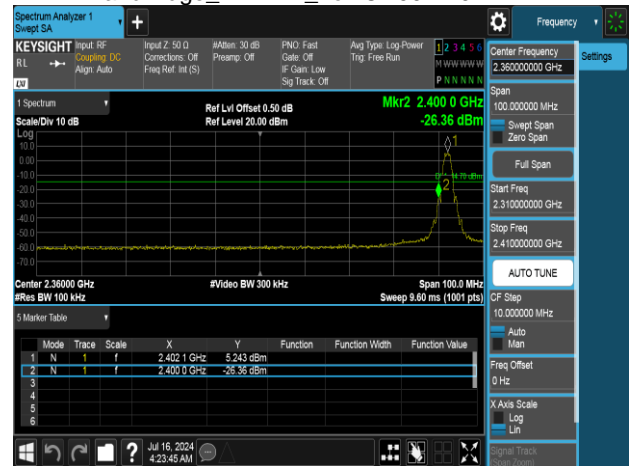 Spectrum Analyzer 1
Swept SA
Frequency
KEYSIGHT
RL
LXI
Input: RF
Coupling: DC
Align: Auto
Input Z: 50 Ω
Corrections: Off
Freq Ref: Int (S)
#Atten: 30 dB
Preamp: Off
PNO: Fast
Gate: Off
IF Gain: Low
Sig Track: Off
Avg Type: Log-Power
Trig: Free Run
1 2 3 4 5 6
M W W W W W
P N N N N N
Center Frequency
2.360000000 GHz
Settings
Span
100.000000 MHz
Swept Span
Zero Span
Full Span
Start Freq
2.310000000 GHz
Stop Freq
2.410000000 GHz
AUTO TUNE
CF Step
10.000000 MHz
Auto
Man
Freq Offset
0 Hz
X Axis Scale
Log
Lin
Signal Track
(Span Zoom)
1 Spectrum
Scale/Div 10 dB
Ref Lvl Offset 0.50 dB
Ref Level 20.00 dBm
Mkr2 2.400 0 GHz
-26.36 dBm
Log
10.0
0.00
-10.0
-20.0
-30.0
-40.0
-50.0
-60.0
-70.0
1
2
Center 2.36000 GHz
#Res BW 100 kHz
#Video BW 300 kHz
Span 100.0 MHz
Sweep 9.60 ms (1001 pts)
5 Marker Table
Mode Trace Scale X Y Function Function Width Function Value
1 N 1 f 2.402 1 GHz 5.243 dBm
2 N 1 f 2.400 0 GHz -26.36 dBm
3
4
5
6
Jul 16, 2024
4:23:45 AM